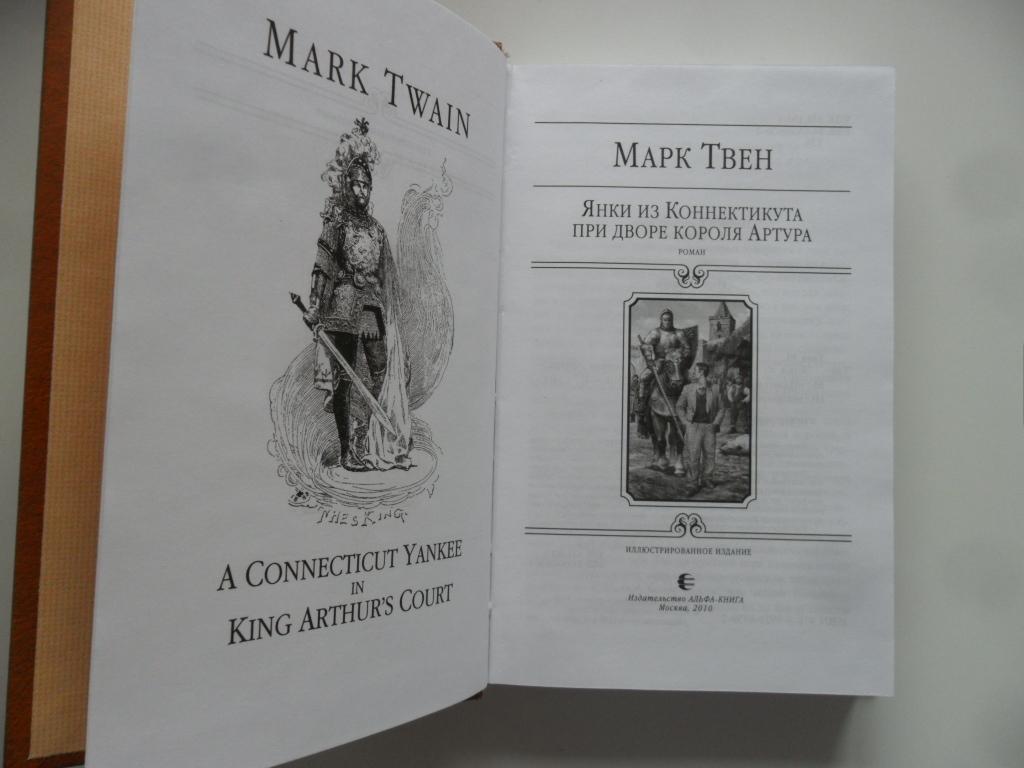 MARK TWAIN
THE KING.
A CONNECTICUT YANKEE
IN
KING ARTHUR'S COURT
МАРК ТВЕН
ЯНКИ ИЗ КОННЕКТИКУТА
ПРИ ДВОРЕ КОРОЛЯ АРТУРА
РОМАН
ИЛЛЮСТРИРОВАННОЕ ИЗДАНИЕ
Издательство АЛЬФА-КНИГА
Москва, 2010